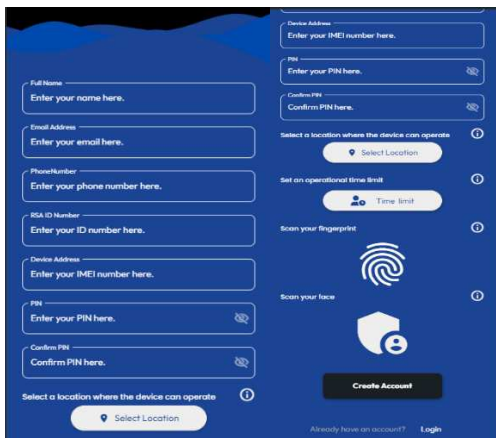 Full Name
Enter your name here.
Email Address
Enter your email here.
PhoneNumber
Enter your phone number here.
RSA ID Number
Enter your ID number here.
Device Address
Enter your IMEI number here.
PIN
Enter your PIN here.
Confirm PIN
Confirm PIN here.
Select a location where the device can operate
Select Location
Device Address
Enter your IMEI number here.
PIN
Enter your PIN here.
Confirm PIN
Confirm PIN here.
Select a location where the device can operate
Select Location
Set an operational time limit
Time limit
Scan your fingerprint
Scan your face
Create Account
Already have an account? Login